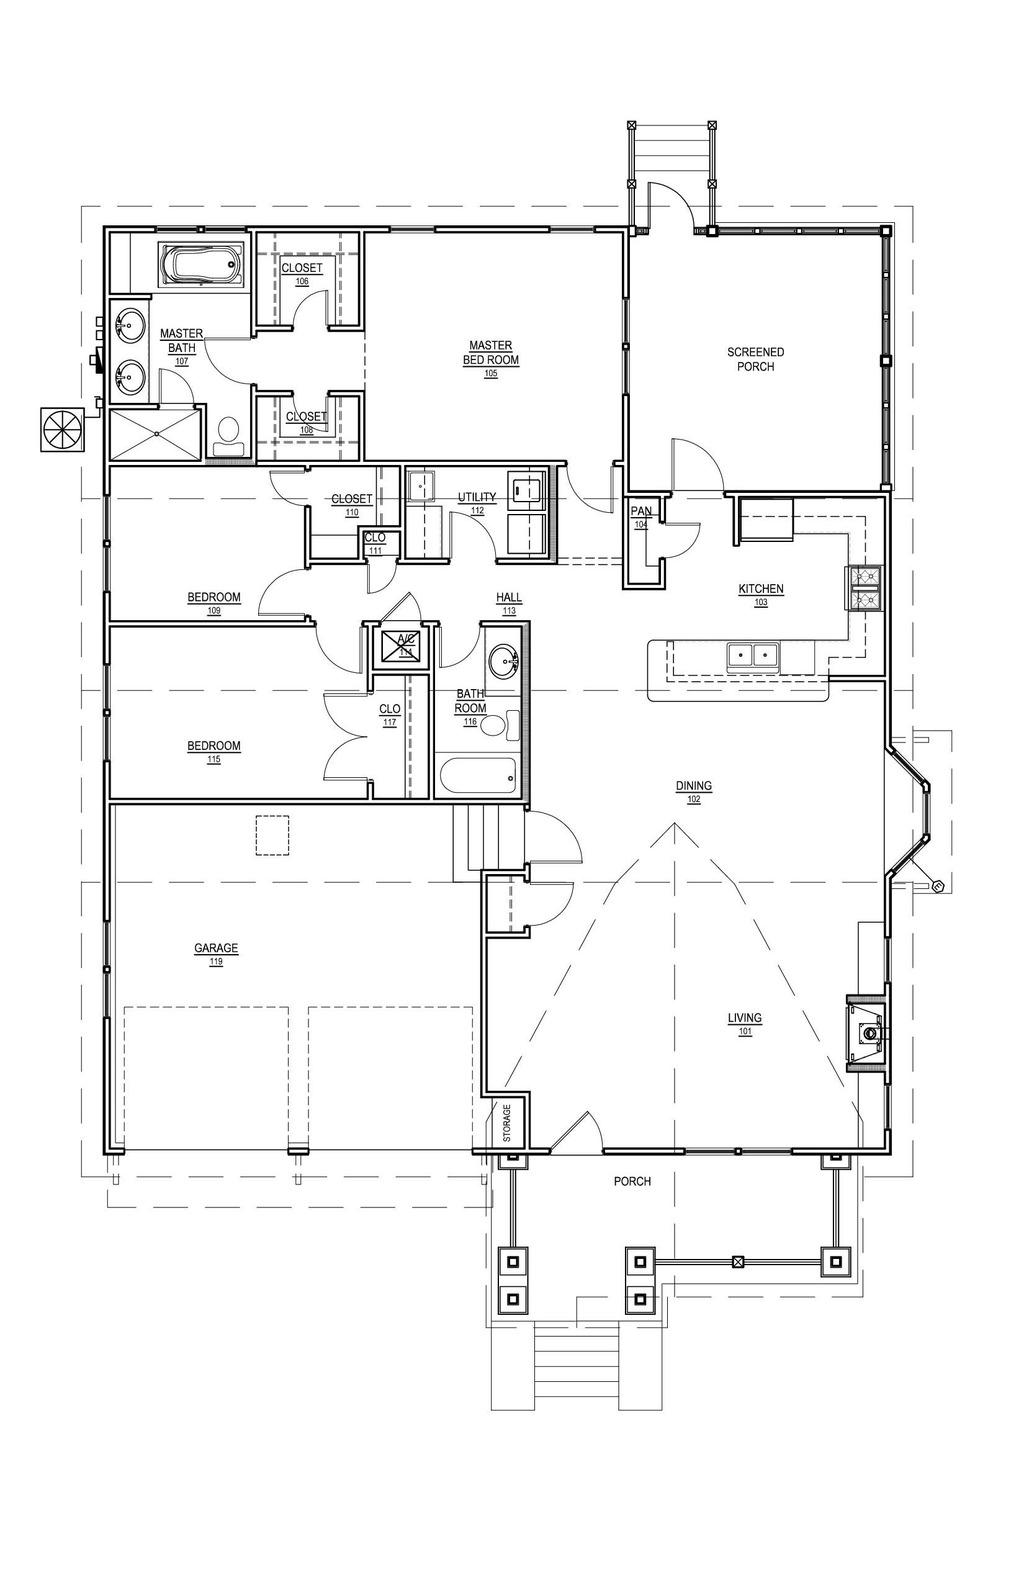 CLOSET
106
MASTER
BATH
107
MASTER
BED ROOM
105
SCREENED
PORCH
CLOSET
108
CLOSET
110
UTILITY
112
PAN
104
CLO
111
BEDROOM
109
HALL
113
KITCHEN
103
A/C
114
BATH
ROOM
116
CLO
117
BEDROOM
115
DINING
102
GARAGE
119
LIVING
101
STORAGE
PORCH